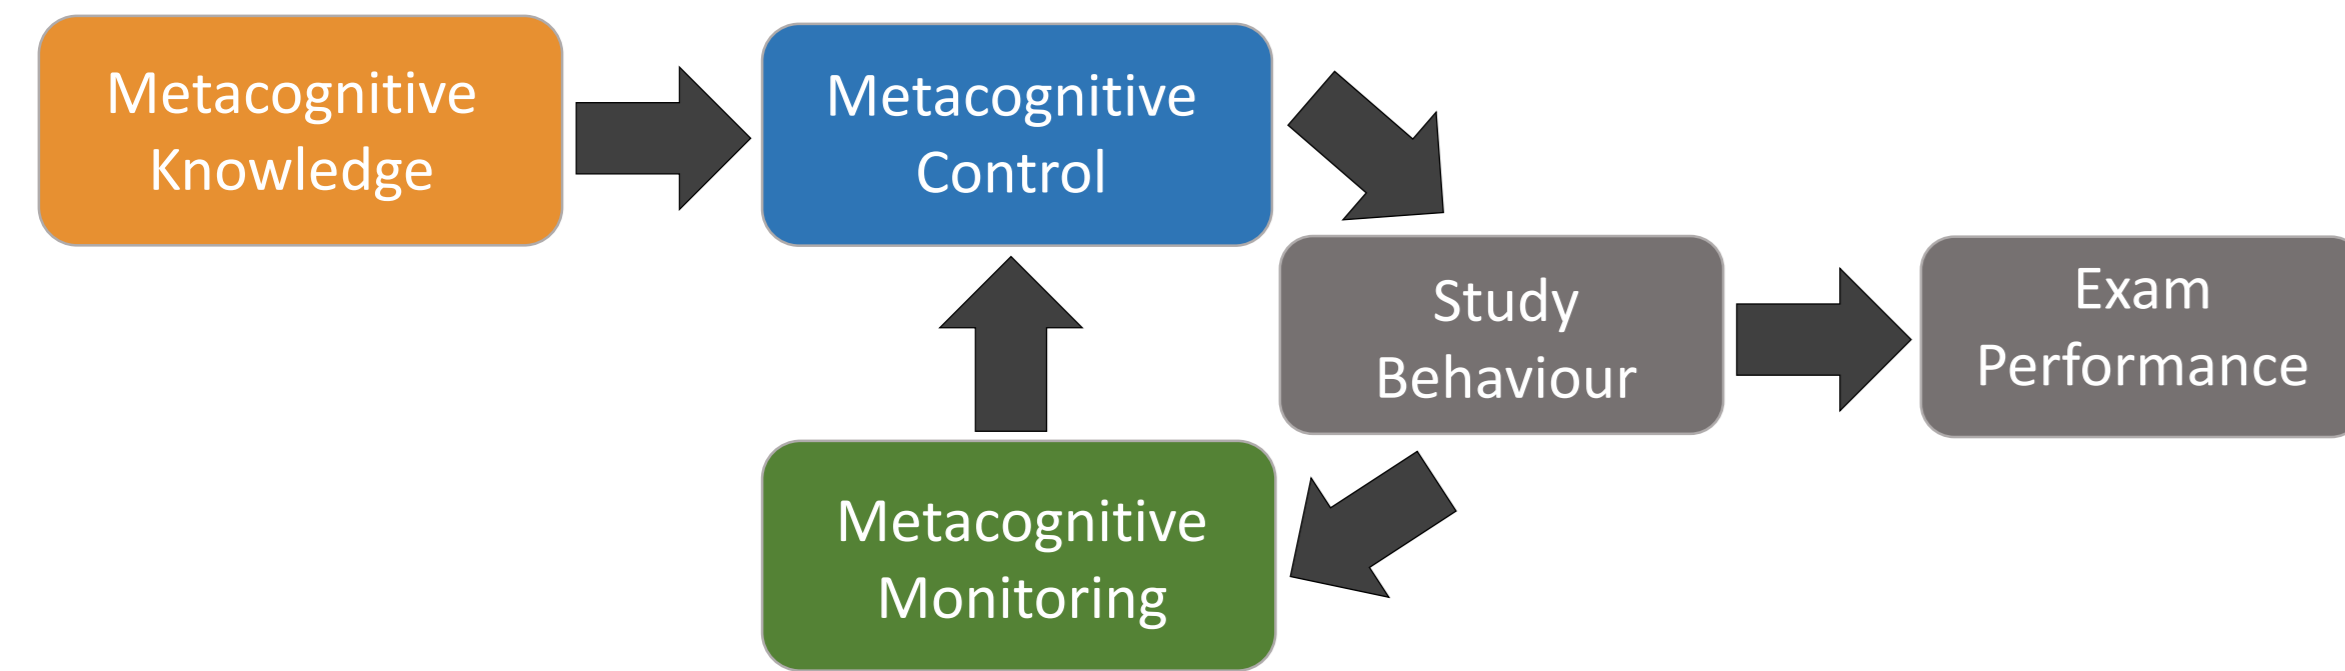 Metacognitive
Knowledge
Metacognitive
Control
Study
Behaviour
Exam
Performance
Metacognitive
Monitoring